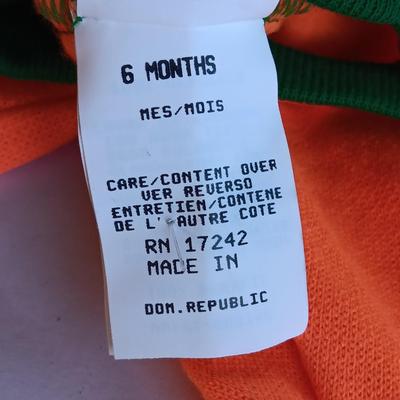 6 MONTHS
MES/MOIS
CARE/CONTENT OVER
VER REVERSO
ENTRETIEN/CONTENE
DE L' AUTRE COTE
RN 17242
MADE IN
DOM.REPUBLIC